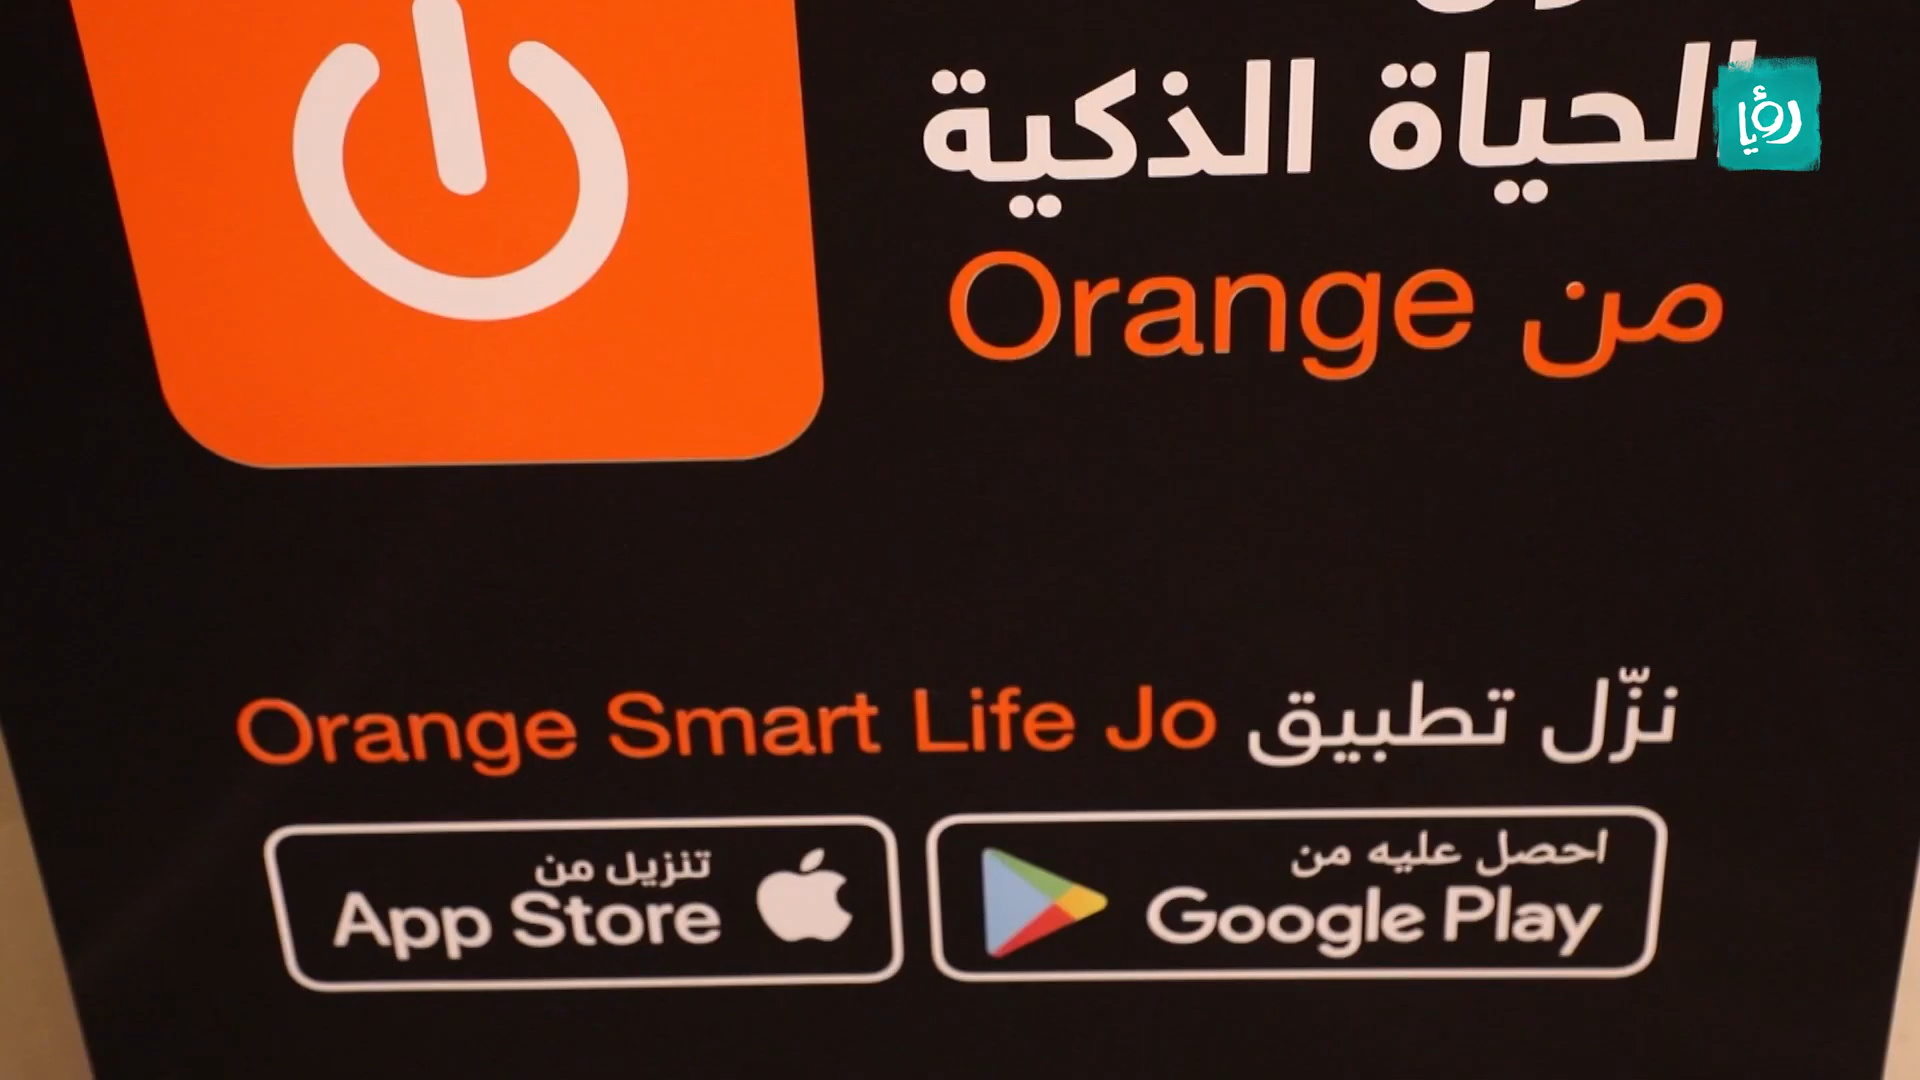 الحياة الذكية
من Orange
نزّل تطبيق Orange Smart Life Jo
احصل عليه من
Google Play
تنزيل من
App Store
رؤيا